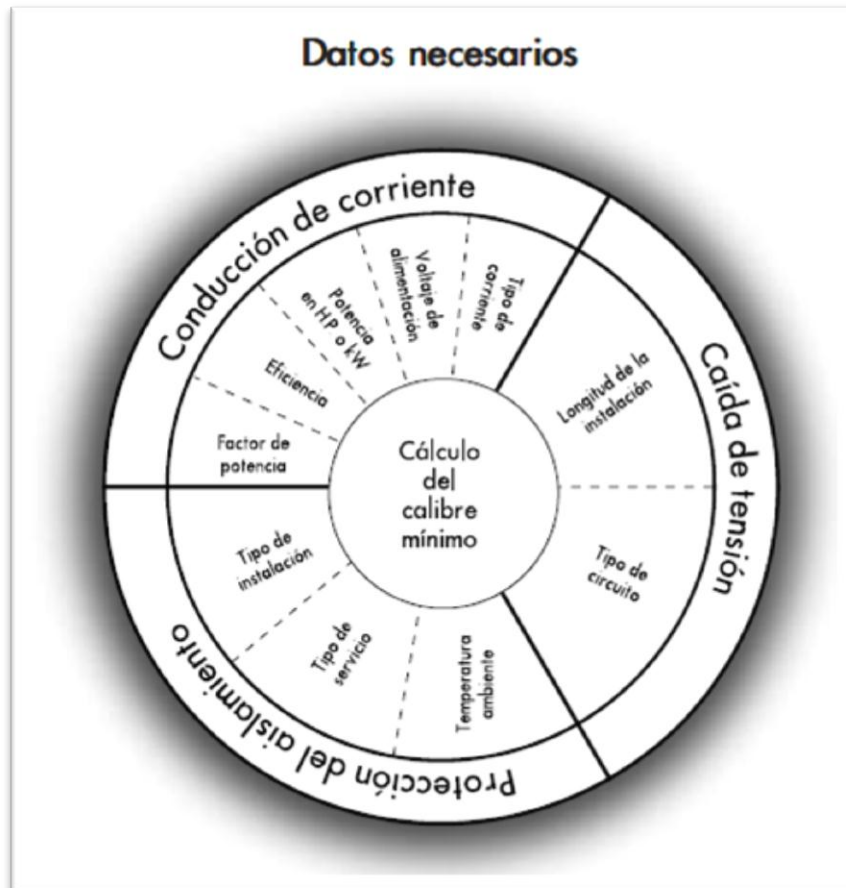 Datos necesarios
Conducción de corriente
Factor de
potencia
Eficiencia
Potencia
en HP o kW
Voltaje de
alimentación
Tipo de
corriente
Caída de tensión
Longitud de la
instalación
Tipo de
circuito
Protección del aislamiento
Temperatura
ambiente
Tipo de
servicio
Tipo de
instalación
Cálculo
del
calibre
mínimo